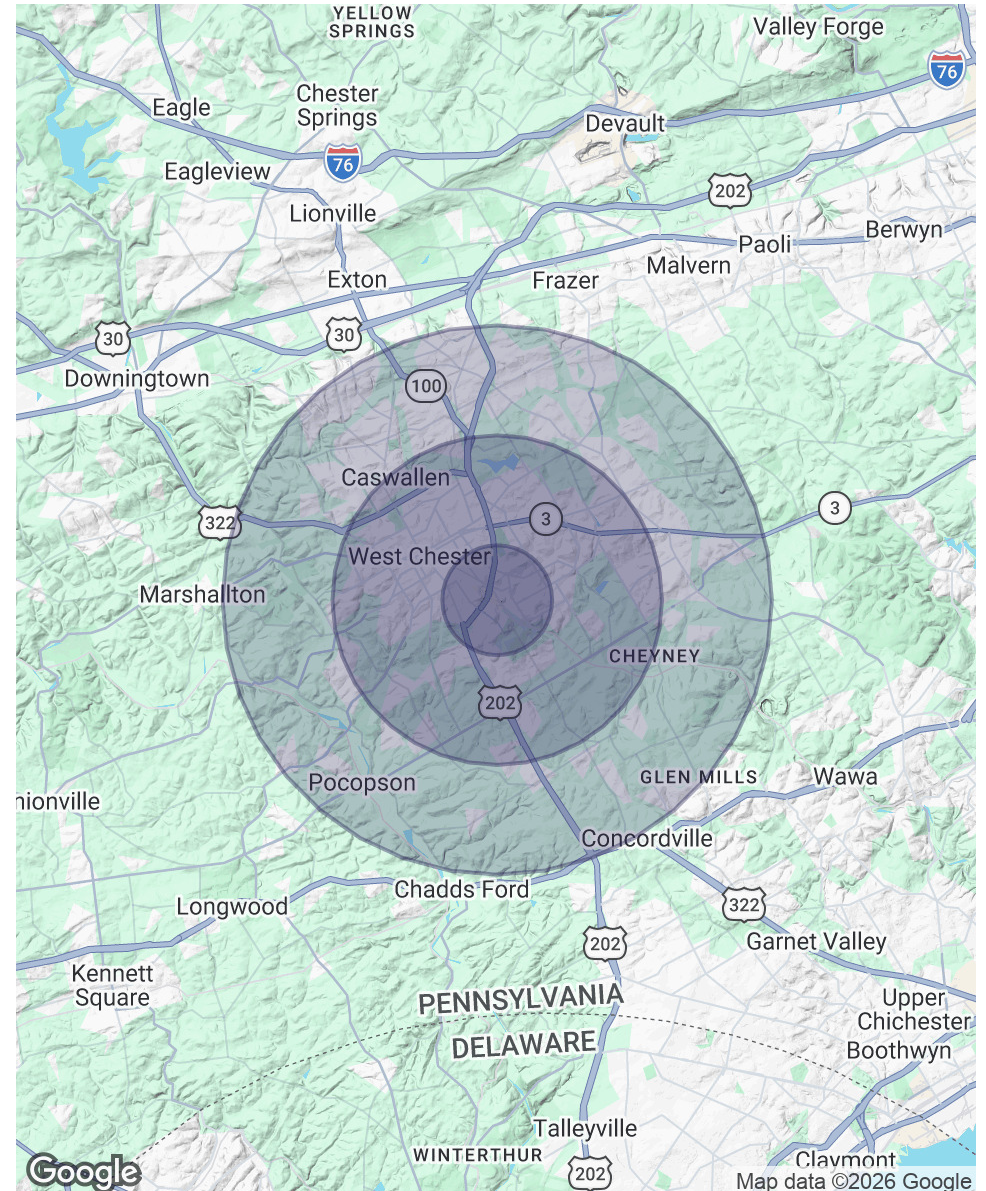 YELLOW
SPRINGS
Valley Forge
76
Eagle
Chester
Springs
Devault
76
Eagleview
202
Lionville
Berwyn
Paoli
Malvern
Exton
Frazer
30
30
Downingtown
100
Caswallen
322
3
3
West Chester
Marshallton
CHEYNEY
202
Pocopson
GLEN MILLS
Wawa
nionville
Concordville
Chadds Ford
Longwood
322
202
Garnet Valley
Kennett
Square
PENNSYLVANIA
Upper
Chichester
DELAWARE
Boothwyn
Talleyville
WINTERTHUR
Claymont
202
Google
Map data ©2026 Google